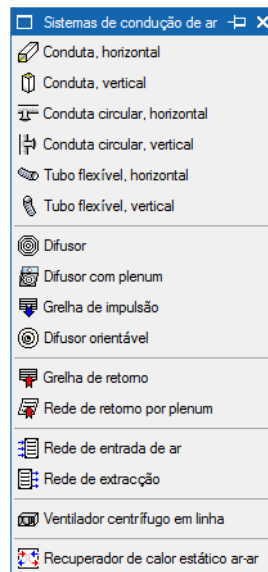 Sistemas de condução de ar
Conduta, horizontal
Conduta, vertical
Conduta circular, horizontal
Conduta circular, vertical
Tubo flexível, horizontal
Tubo flexível, vertical
Difusor
Difusor com plenum
Grelha de impulsão
Difusor orientável
Grelha de retorno
Rede de retorno por plenum
Rede de entrada de ar
Rede de extracção
Ventilador centrífugo em linha
Recuperador de calor estático ar-ar